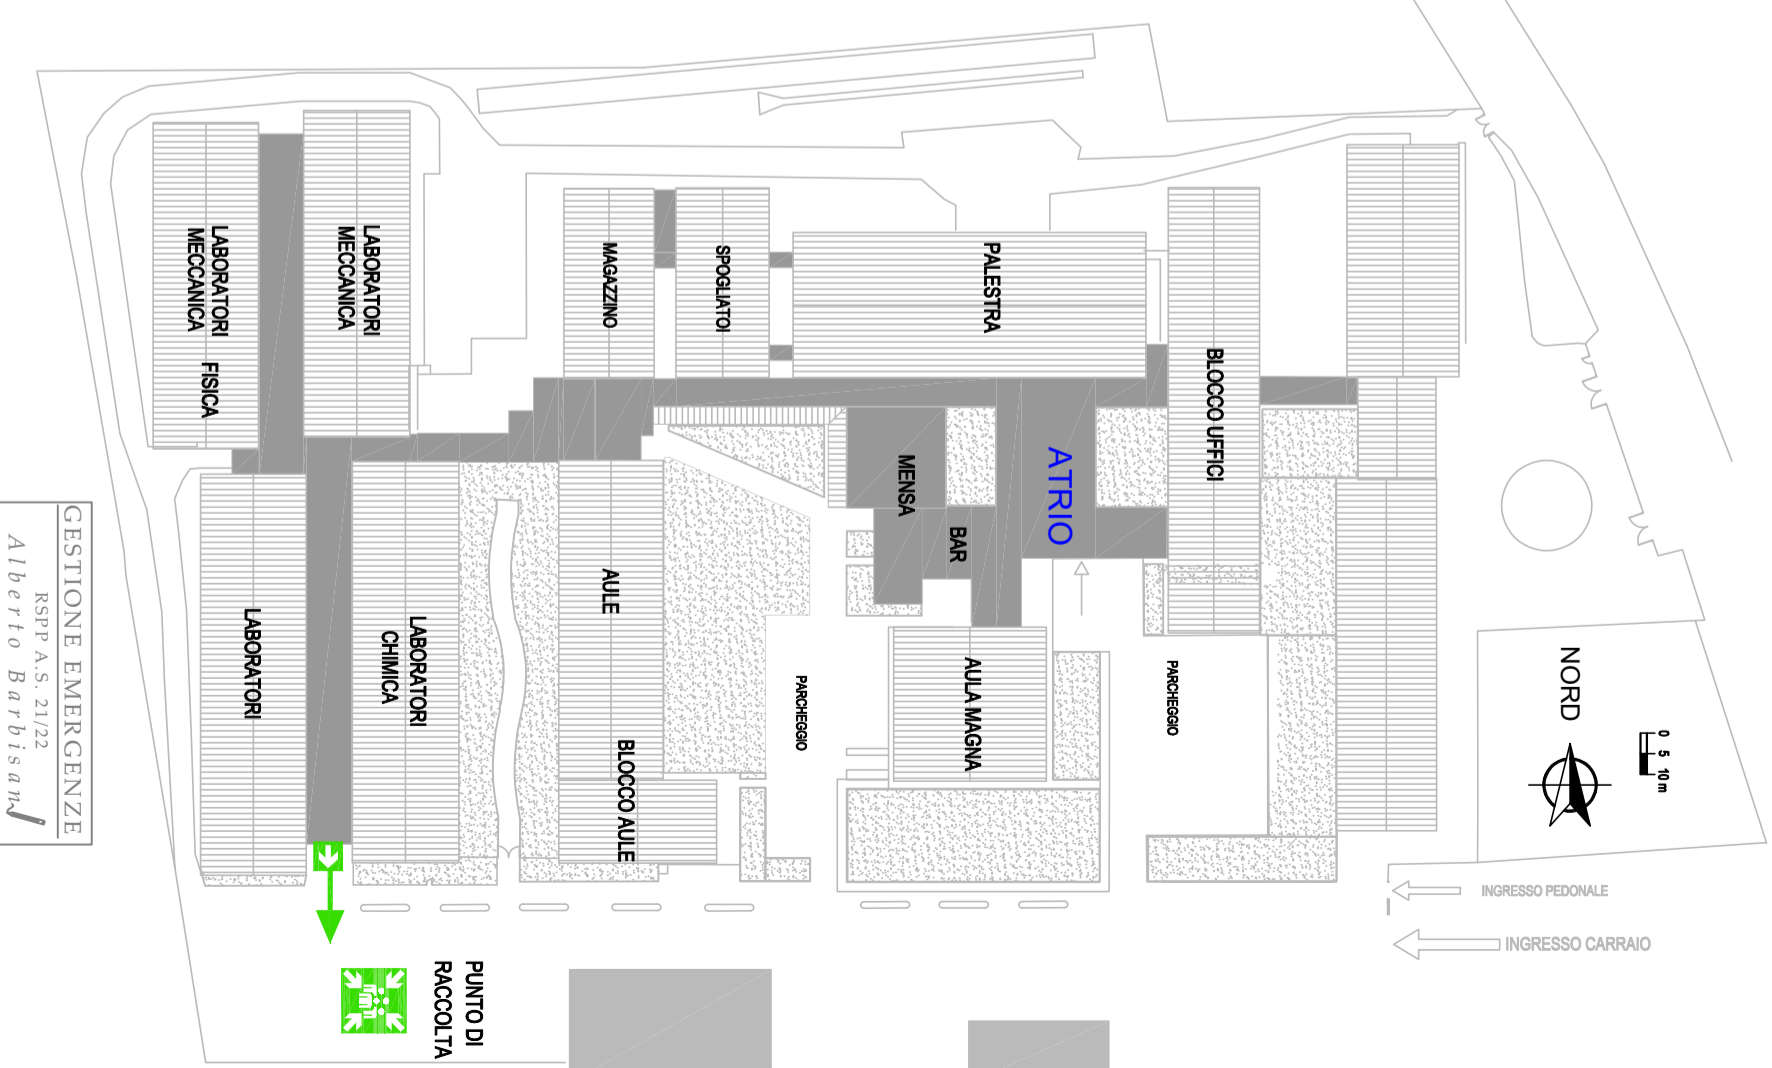 LABORATORI
MECCANICA
FISICA
LABORATORI
MECCANICA
MAGAZZINO
SPOGLIATOI
PALESTRA
BLOCCO UFFICI
ATRIO
MENSA
BAR
AULE
BLOCCO AULE
LABORATORI
LABORATORI
CHIMICA
AULA MAGNA
PARCHEGGIO
PARCHEGGIO
NORD
0 5 10 m
INGRESSO PEDONALE
INGRESSO CARRAIO
PUNTO DI
RACCOLTA
GESTIONE EMERGENZE
RSPP A.S. 21/22
Alberto Barbisan